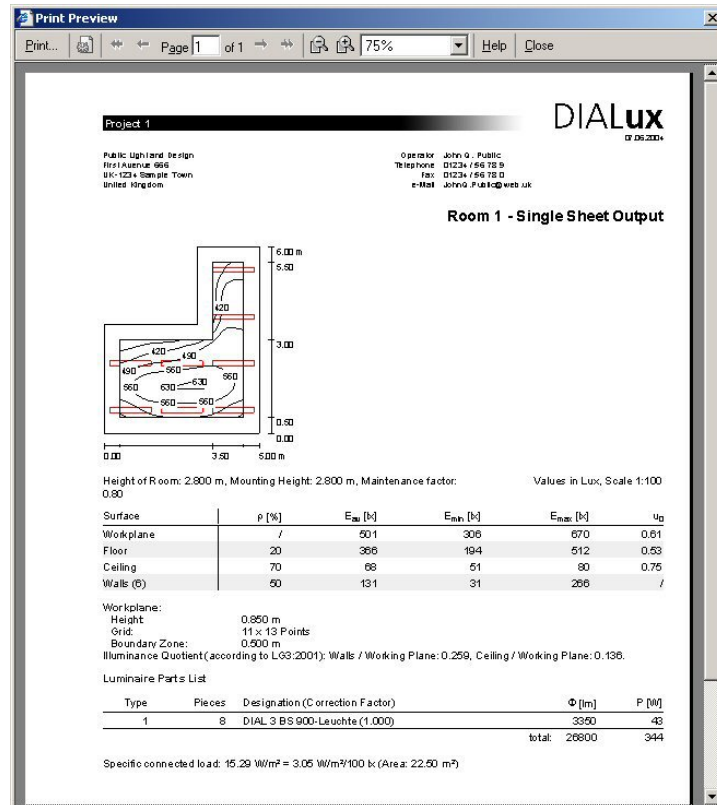 Print Preview
Print... Page 1 of 1 75% Help Close
Project 1
DIALux
07.06.2004
Public Light and Design
First Avenue 666
UK-1234 Sample Town
United Kingdom
Operator John Q. Public
Telephone 01234 / 56 78 9
Fax 01234 / 56 78 0
e-Mail JohnQ.Public@web.uk
Room 1 - Single Sheet Output
6.00 m
5.50
420
3.00
420
490
490
560
560
560
630
630
560
560
0.50
0.00
0.00 3.50 5.00 m
Height of Room: 2.800 m, Mounting Height: 2.800 m, Maintenance factor: 0.80
Values in Lux, Scale 1:100
Surface ρ [%] Eav [lx] Emin [lx] Emax [lx] u0
Workplane / 501 306 670 0.61
Floor 20 366 194 512 0.53
Ceiling 70 68 51 80 0.75
Walls (6) 50 131 31 266 /
Workplane:
Height: 0.850 m
Grid: 11 x 13 Points
Boundary Zone: 0.500 m
Illuminance Quotient (according to LG3:2001): Walls / Working Plane: 0.259, Ceiling / Working Plane: 0.136.
Luminaire Parts List
Type Pieces Designation (Correction Factor) Φ [lm] P [W]
1 8 DIAL 3 BS 900-Leuchte (1.000) 3350 43
total: 26800 344
Specific connected load: 15.29 W/m² = 3.05 W/m²/100 lx (Area: 22.50 m²)